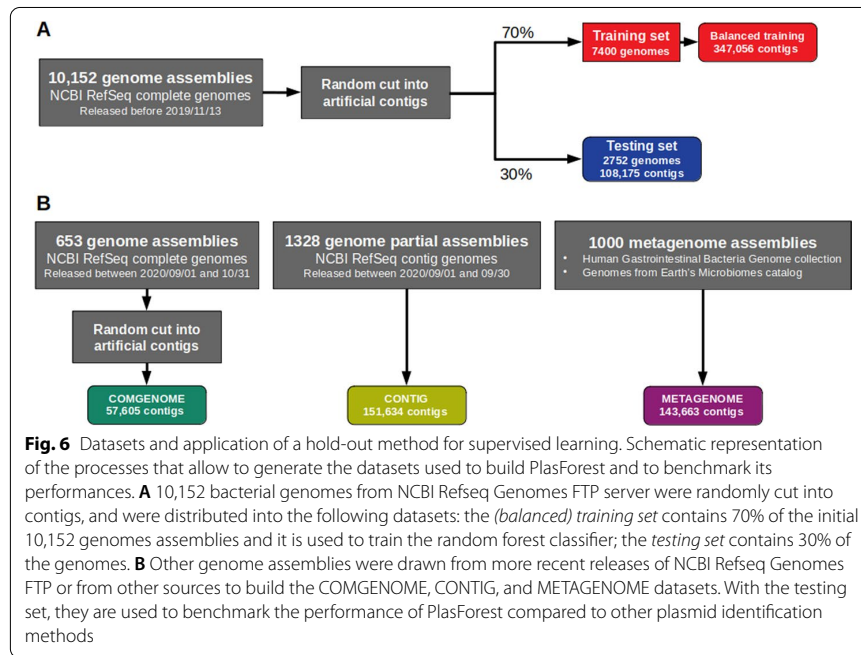 A
10,152 genome assemblies
NCBI RefSeq complete genomes
Released before 2019/11/13
Random cut into
artificial contigs
70%
Training set
7400 genomes
Balanced training
347,056 contigs
30%
Testing set
2752 genomes
108,175 contigs
B
653 genome assemblies
NCBI RefSeq complete genomes
Released between 2020/09/01 and 10/31
Random cut into
artificial contigs
COMGENOME
57,605 contigs
1328 genome partial assemblies
NCBI RefSeq contig genomes
Released between 2020/09/01 and 09/30
CONTIG
151,634 contigs
1000 metagenome assemblies
• Human Gastrointestinal Bacteria Genome collection
• Genomes from Earth's Microbiomes catalog
METAGENOME
143,663 contigs
Fig. 6 Datasets and application of a hold-out method for supervised learning. Schematic representation
of the processes that allow to generate the datasets used to build PlasForest and to benchmark its
performances. A 10,152 bacterial genomes from NCBI Refseq Genomes FTP server were randomly cut into
contigs, and were distributed into the following datasets: the (balanced) training set contains 70% of the initial
10,152 genomes assemblies and it is used to train the random forest classifier; the testing set contains 30% of
the genomes. B Other genome assemblies were drawn from more recent releases of NCBI Refseq Genomes
FTP or from other sources to build the COMGENOME, CONTIG, and METAGENOME datasets. With the testing
set, they are used to benchmark the performance of PlasForest compared to other plasmid identification
methods